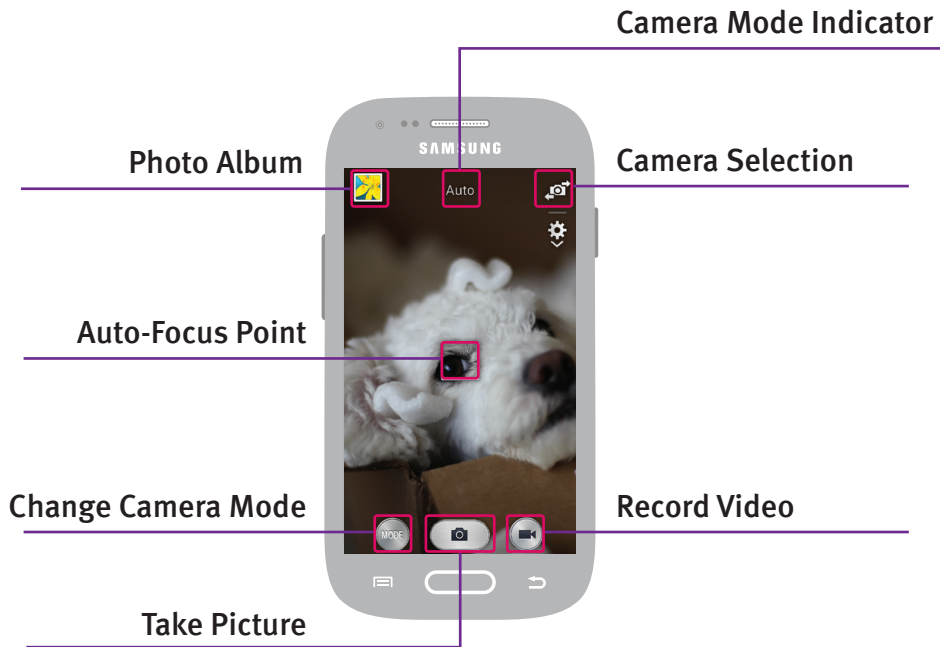 Camera Mode Indicator
SAMSUNG
Photo Album
Camera Selection
Auto
Auto-Focus Point
Change Camera Mode
Record Video
MODE
Take Picture